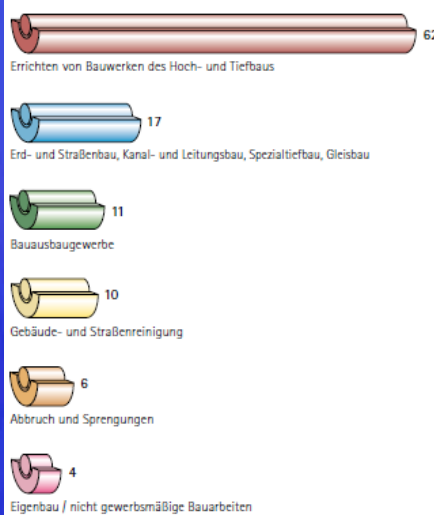 62
Errichten von Bauwerken des Hoch- und Tiefbaus
17
Erd- und Straßenbau, Kanal- und Leitungsbau, Spezialtiefbau, Gleisbau
11
Bauausbaugewerbe
10
Gebäude- und Straßenreinigung
6
Abbruch und Sprengungen
4
Eigenbau / nicht gewerbsmäßige Bauarbeiten